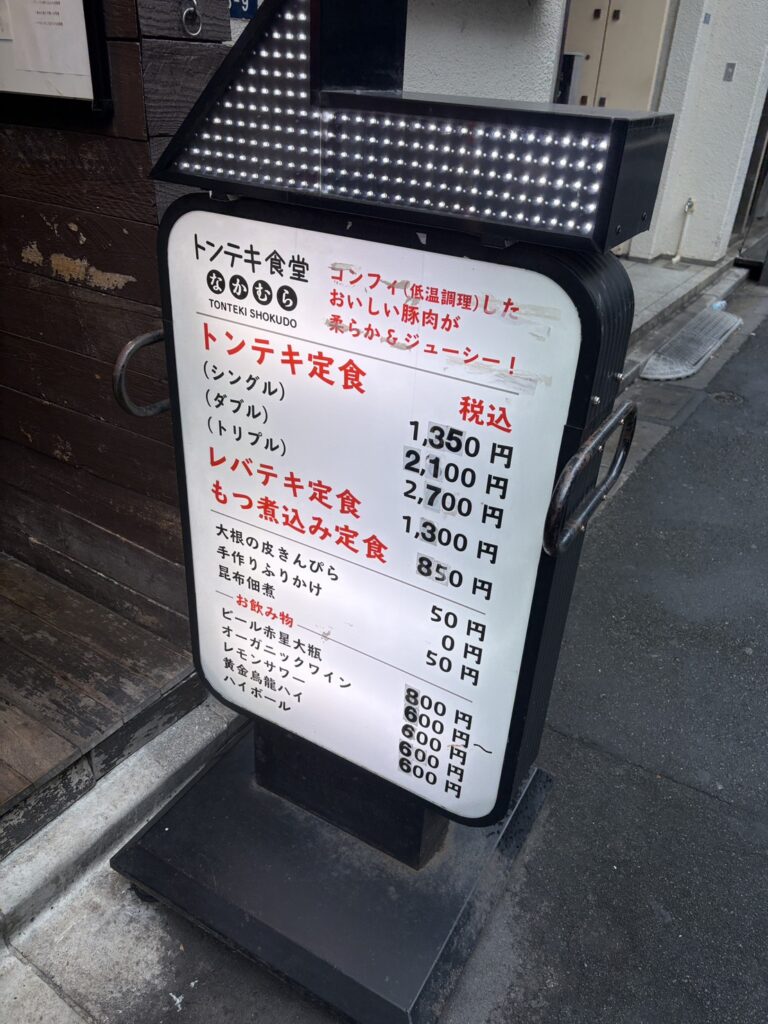 -9
トンテキ食堂
なかむら
TONTEKI SHOKUDO
コンフィ(低温調理)した
おいしい豚肉が
柔らか&ジューシー!
トンテキ定食 税込
(シングル) 1,350 円
(ダブル) 2,100 円
(トリプル) 2,700 円
レバテキ定食 1,300 円
もつ煮込み定食 850 円
大根の皮きんぴら 50 円
手作りふりかけ 0 円
昆布佃煮 50 円
お飲み物
ビール赤星大瓶 800 円
オーガニックワイン 600 円～
レモンサワー 600 円
黄金烏龍ハイ 600 円
ハイボール 600 円